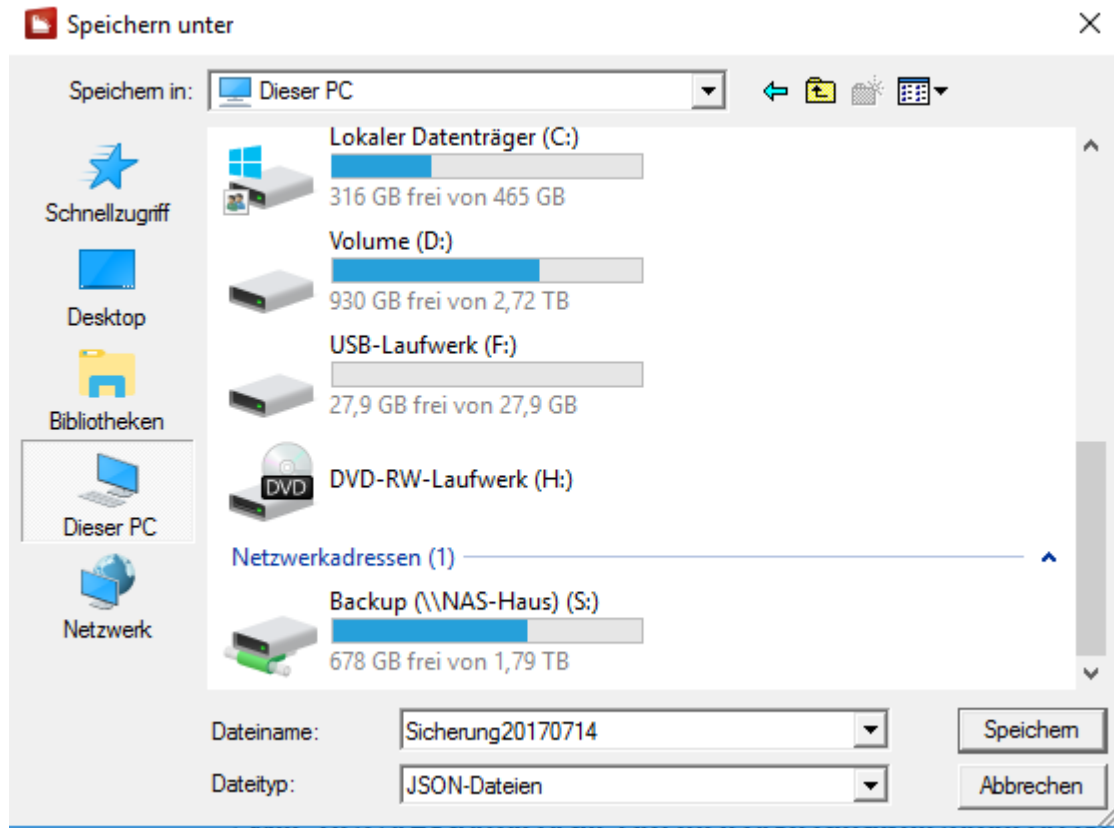 Speichern unter
Speichern in:
Dieser PC
Schnellzugriff
Desktop
Bibliotheken
Dieser PC
Netzwerk
Lokaler Datenträger (C:)
316 GB frei von 465 GB
Volume (D:)
930 GB frei von 2,72 TB
USB-Laufwerk (F:)
27,9 GB frei von 27,9 GB
DVD
DVD-RW-Laufwerk (H:)
Netzwerkadressen (1)
Backup (\\NAS-Haus) (S:)
678 GB frei von 1,79 TB
Dateiname:
Sicherung20170714
Speichern
Dateityp:
JSON-Dateien
Abbrechen